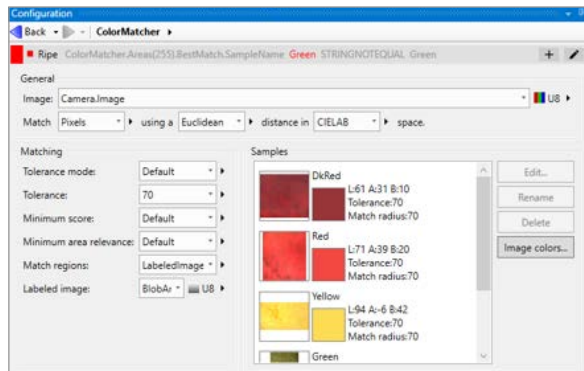 Configuration
Back ColorMatcher
Ripe ColorMatcher.Areas(255).BestMatch.SampleName Green STRINGNOTEQUAL Green
General
Image: Camera.Image U8
Match Pixels using a Euclidean distance in CIELAB space.
Matching
Tolerance mode: Default
Tolerance: 70
Minimum score: Default
Minimum area relevance: Default
Match regions: LabeledImage
Labeled image: BlobAr U8
Samples
DkRed
L:61 A:31 B:10
Tolerance:70
Match radius:70
Red
L:71 A:39 B:20
Tolerance:70
Match radius:70
Yellow
L:94 A:-6 B:42
Tolerance:70
Match radius:70
Green
Edit...
Rename
Delete
Image colors...